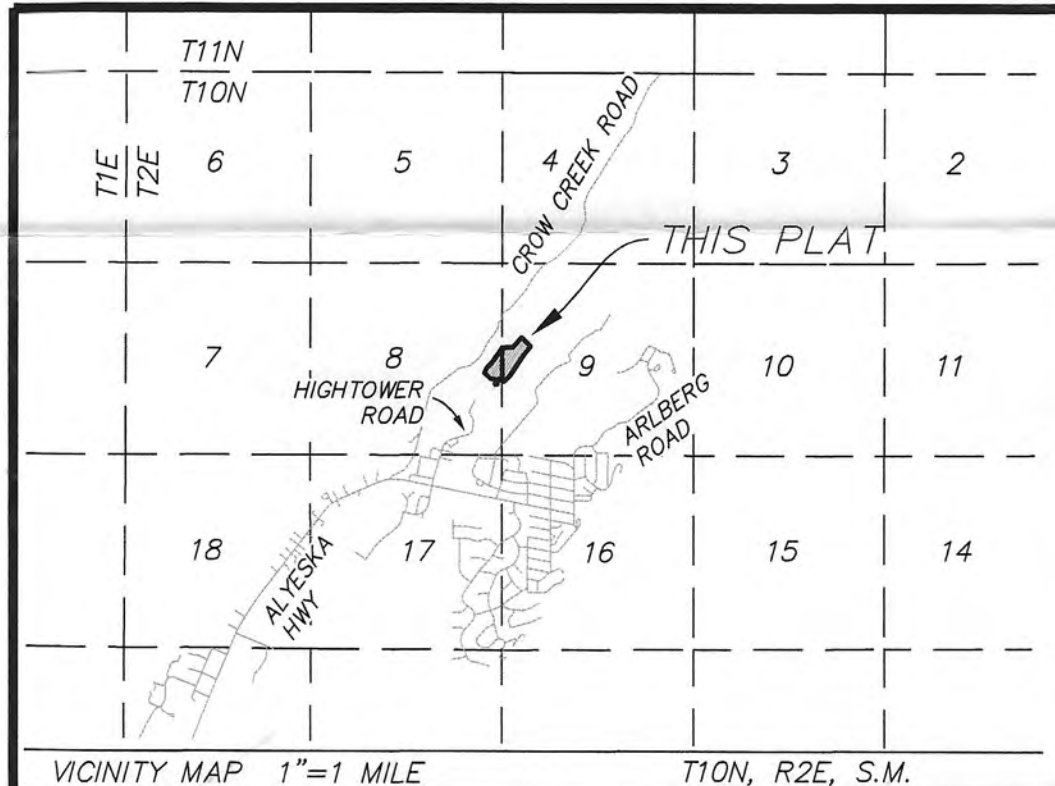 T11N
T10N
T1E
T2E
6
5
4
3
2
CROW CREEK ROAD
THIS PLAT
7
8
9
10
11
HIGHTOWER
ROAD
ARLBERG
ROAD
18
17
16
15
14
ALYESKA
HWY
VICINITY MAP 1"=1 MILE
T10N, R2E, S.M.